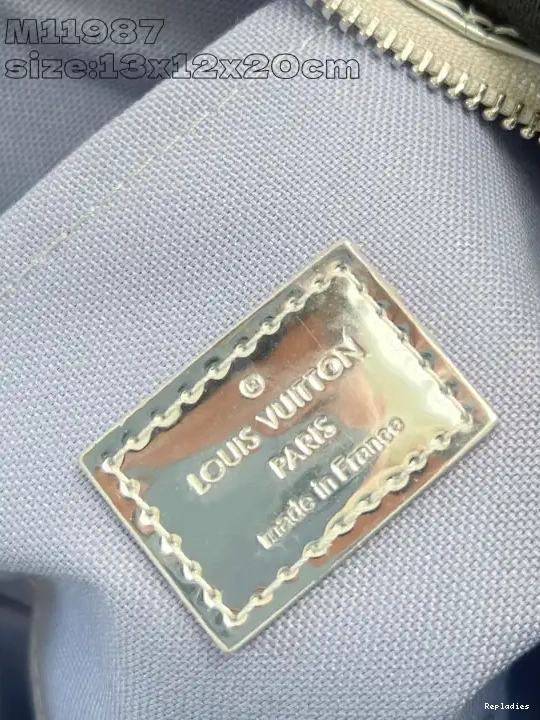 M11987
size:13x12x20cm
®
LOUIS VUITTON
PARIS
made in France
Repladies